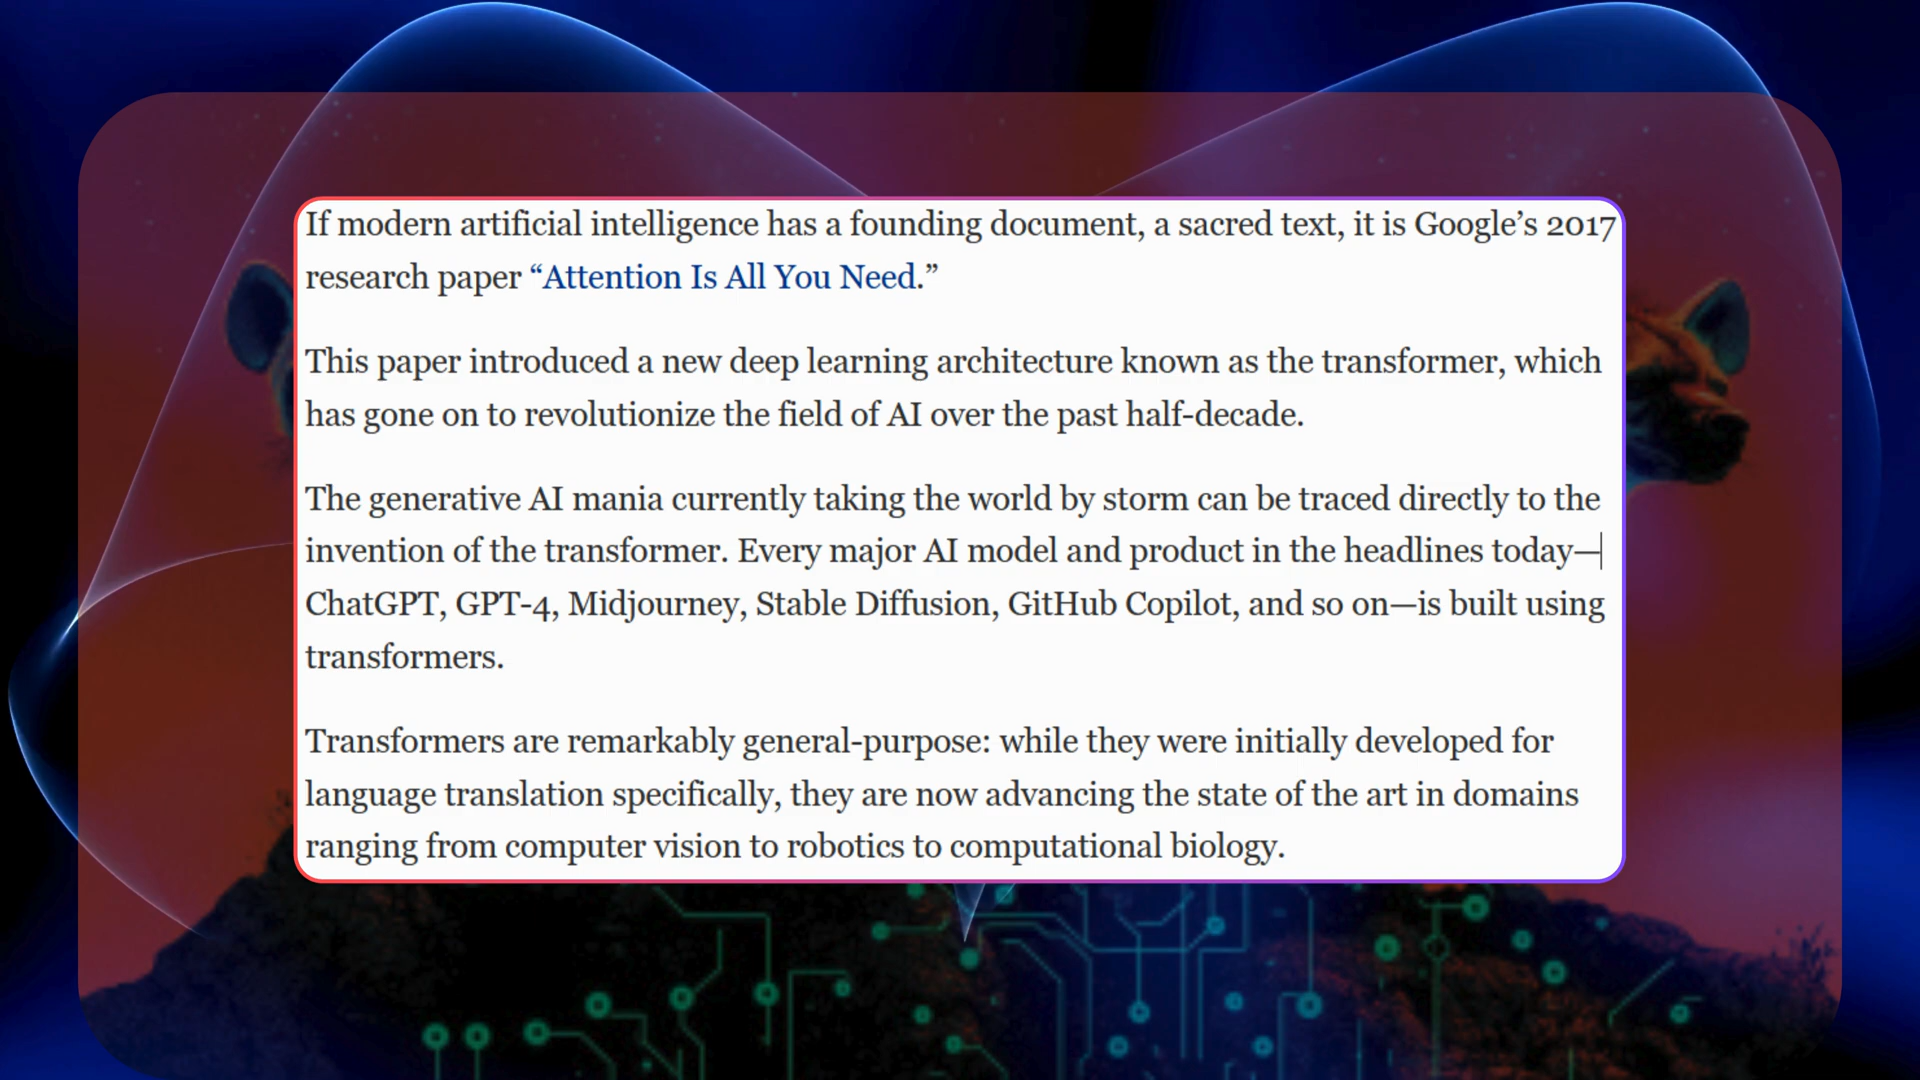 If modern artificial intelligence has a founding document, a sacred text, it is Google’s 2017
research paper “Attention Is All You Need.”
This paper introduced a new deep learning architecture known as the transformer, which
has gone on to revolutionize the field of AI over the past half-decade.
The generative AI mania currently taking the world by storm can be traced directly to the
invention of the transformer. Every major AI model and product in the headlines today—
ChatGPT, GPT-4, Midjourney, Stable Diffusion, GitHub Copilot, and so on—is built using
transformers.
Transformers are remarkably general-purpose: while they were initially developed for
language translation specifically, they are now advancing the state of the art in domains
ranging from computer vision to robotics to computational biology.